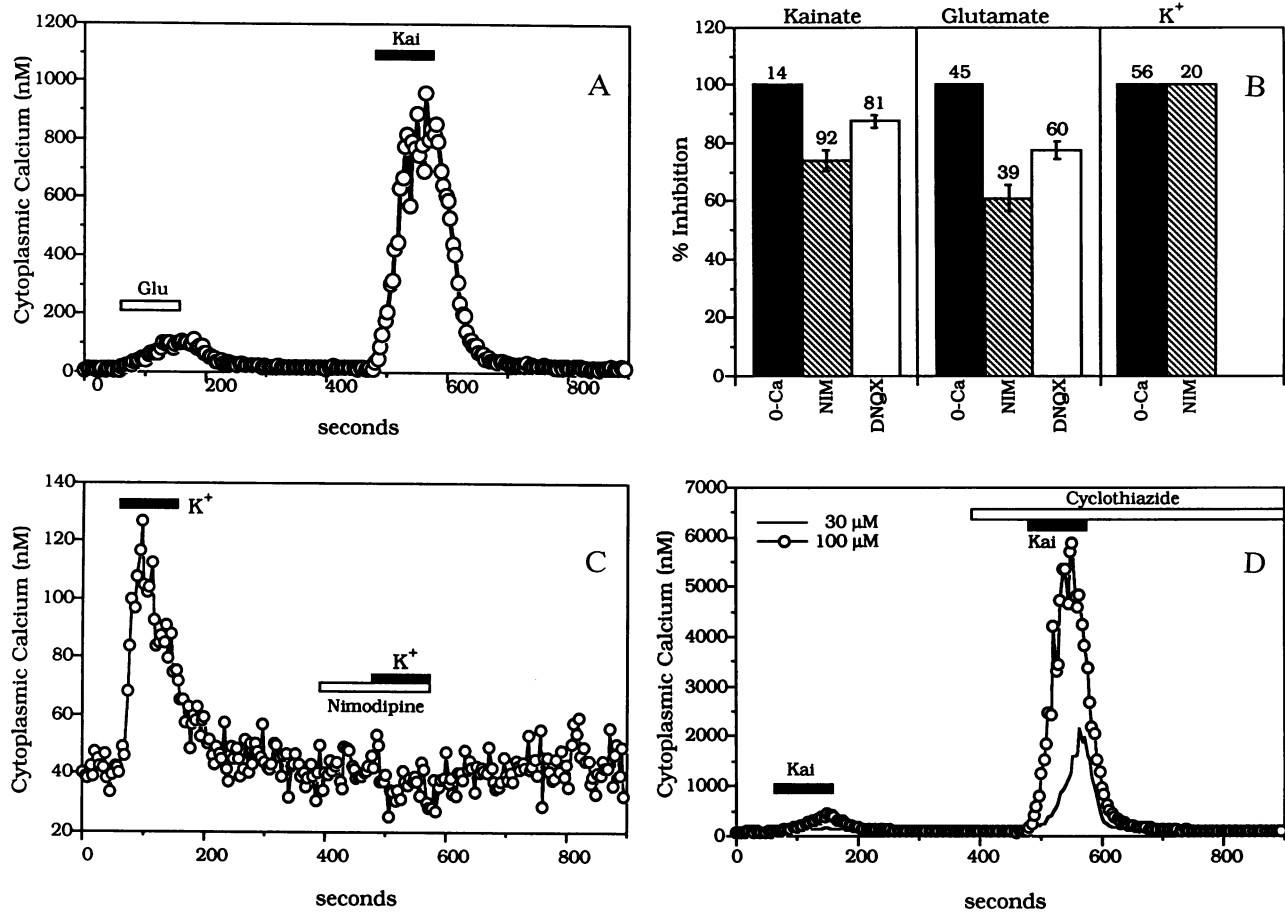 1200
1000
800
600
400
200
0
Cytoplasmic Calcium (nM)
Glu
Kai
A
0
200
400
600
800
seconds
Kainate
Glutamate
K+
120
100
80
60
40
20
0
% Inhibition
14
92
81
45
39
60
56
20
B
0-Ca
NIM
DNQX
0-Ca
NIM
DNQX
0-Ca
NIM
140
120
100
80
60
40
20
Cytoplasmic Calcium (nM)
K+
C
K+
Nimodipine
0
200
400
600
800
seconds
7000
6000
5000
4000
3000
2000
1000
0
Cytoplasmic Calcium (nM)
Cyclothiazide
30 µM
100 µM
Kai
D
Kai
0
200
400
600
800
seconds